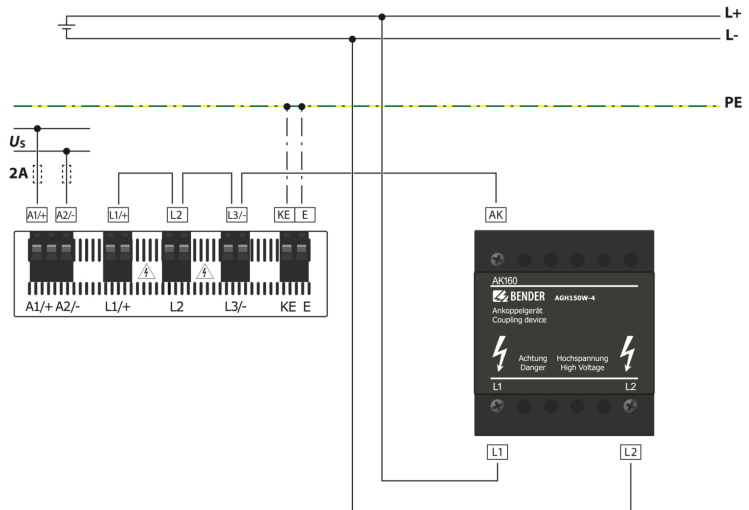 L+
L-
PE
Us
2A
A1/+ A2/- L1/+ L2 L3/- KE E AK
A1/+ A2/- L1/+ L2 L3/- KE E
AK160
BENDER AGH150W-4
Ankoppelgerät
Coupling device
Achtung Hochspannung
Danger High Voltage
L1 L2
L1 L2